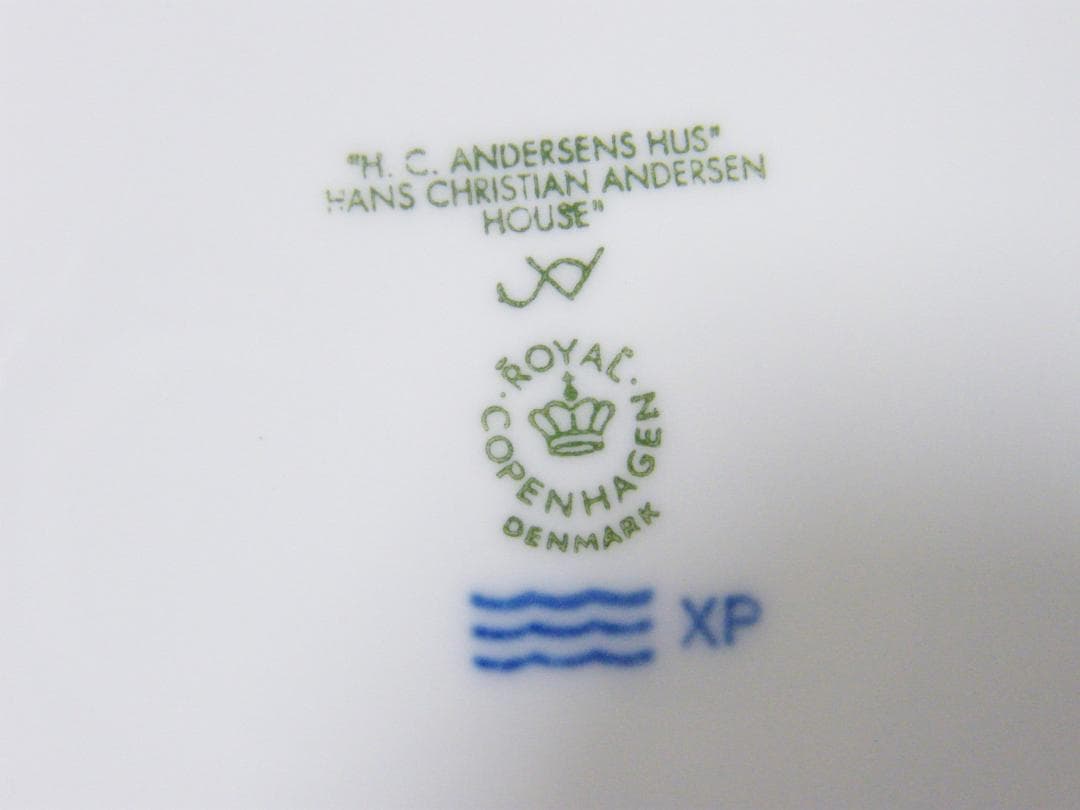 "H. C. ANDERSENS HUS"
HANS CHRISTIAN ANDERSEN
HOUSE"
ROYAL
COPENHAGEN
DENMARK
XP